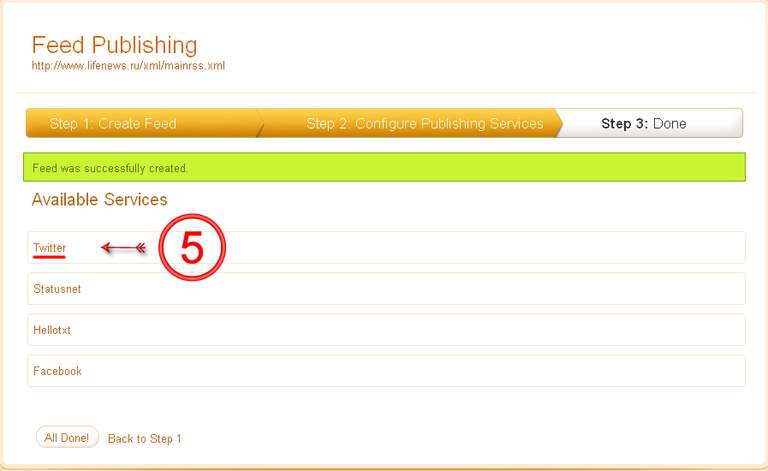 Feed Publishing
http://www.lifenews.ru/xml/mainrss.xml
Step 1: Create Feed Step 2: Configure Publishing Services Step 3: Done
Feed was successfully created.
Available Services
Twitter 5
Statusnet
Hellotxt
Facebook
All Done! Back to Step 1